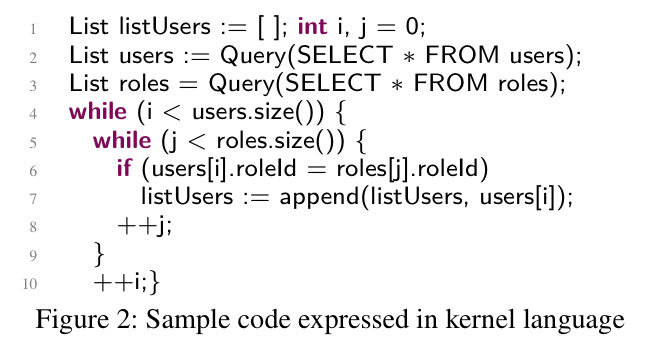 1 List listUsers := [ ]; int i, j = 0;
2 List users := Query(SELECT * FROM users);
3 List roles = Query(SELECT * FROM roles);
4 while (i < users.size()) {
5 while (j < roles.size()) {
6 if (users[i].roleId = roles[j].roleId)
7 listUsers := append(listUsers, users[i]);
8 ++j;
9 }
10 ++i;}
Figure 2: Sample code expressed in kernel language